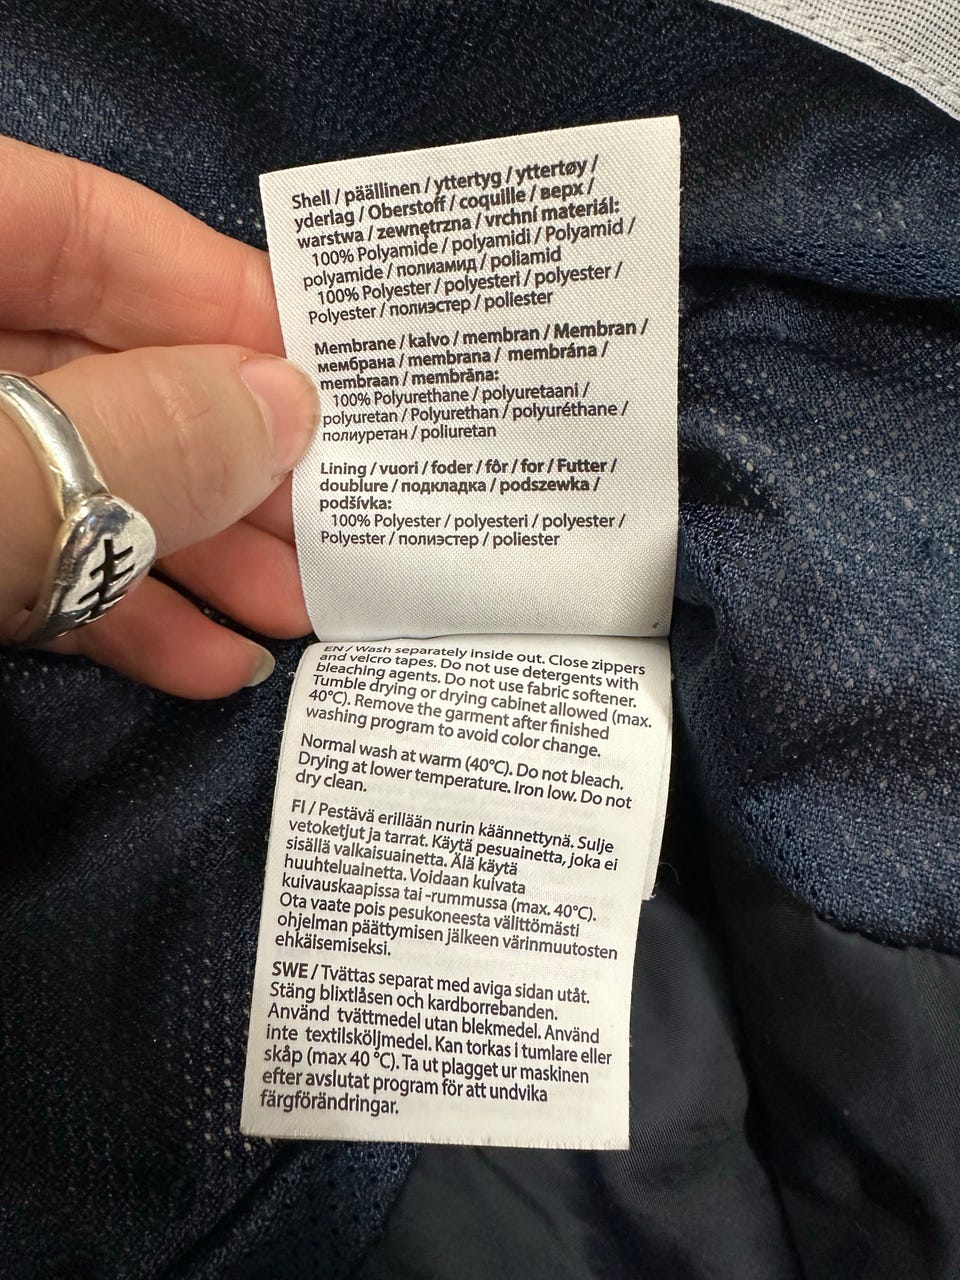 Shell / päällinen / yttertyg / yttertøy /
yderlag / Oberstoff / coquille / верх /
warstwa / zewnętrzna / vrchní materiál:
100% Polyamide / polyamidi / Polyamid /
polyamide / полиамид / poliamid
100% Polyester / polyesteri / polyester /
Polyester / полиэстер / poliester
Membrane / kalvo / membran / Membran /
мембрана / membrana / membrána /
membraan / membrāna:
100% Polyurethane / polyuretaani /
polyuretan / Polyurethan / polyuréthane /
полиуретан / poliuretan
Lining / vuori / foder / fôr / for / Futter /
doublure / подкладка / podszewka /
podšívka:
100% Polyester / polyesteri / polyester /
Polyester / полиэстер / poliester
EN / Wash separately inside out. Close zippers
and velcro tapes. Do not use detergents with
bleaching agents. Do not use fabric softener.
Tumble drying or drying cabinet allowed (max.
40°C). Remove the garment after finished
washing program to avoid color change.
Normal wash at warm (40°C). Do not bleach.
Drying at lower temperature. Iron low. Do not
dry clean.
FI / Pestävä erillään nurin käännettynä. Sulje
vetoketjut ja tarrat. Käytä pesuainetta, joka ei
sisällä valkaisuainetta. Älä käytä
huuhteluainetta. Voidaan kuivata
kuivauskaapissa tai -rummussa (max. 40°C).
Ota vaate pois pesukoneesta välittömästi
ohjelman päättymisen jälkeen värinmuutosten
ehkäisemiseksi.
SWE / Tvättas separat med aviga sidan utåt.
Stäng blixtlåsen och kardborrebanden.
Använd tvättmedel utan blekmedel. Använd
inte textilsköljmedel. Kan torkas i tumlare eller
skåp (max 40 °C). Ta ut plagget ur maskinen
efter avslutat program för att undvika
färgförändringar.